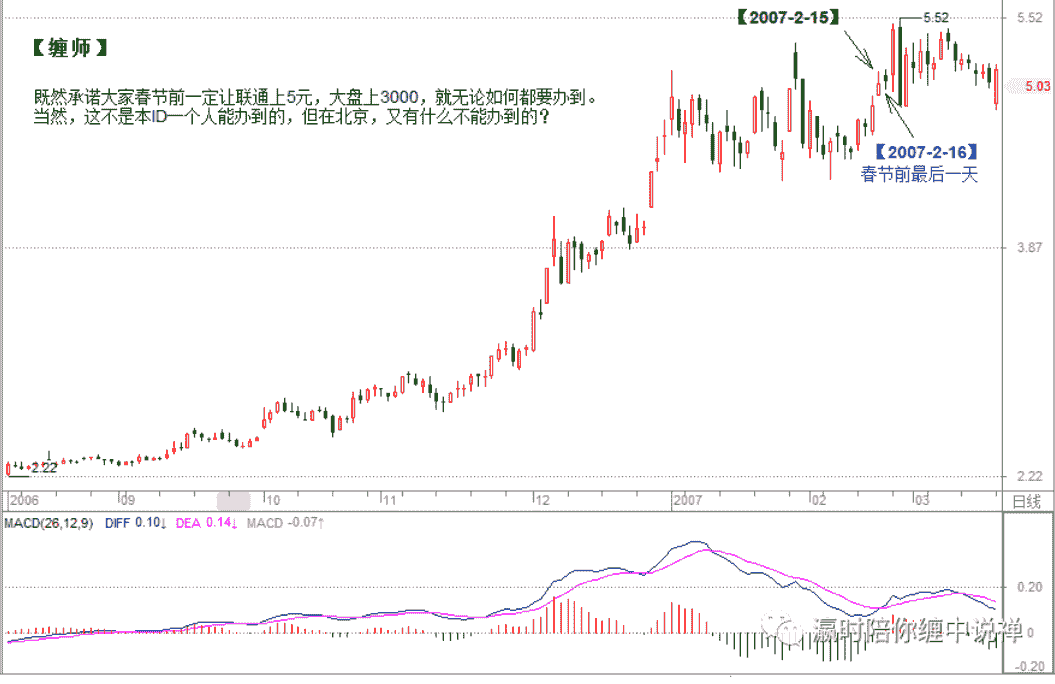 【2007-2-15】
5.52
5.52
【缠师】
既然承诺大家春节前一定让联通上5元，大盘上3000，就无论如何都要办到。
当然，这不是本ID一个人能办到的，但在北京，又有什么不能办到的？
5.03
【2007-2-16】
春节前最后一天
3.87
2.22
2.22
2006 09 10 11 12 2007 02 03 日线
MACD(26,12,9) DIFF 0.10↓ DEA 0.14↓ MACD -0.07↑
0.20
0
-0.20
瀛时陪你缠中说禅